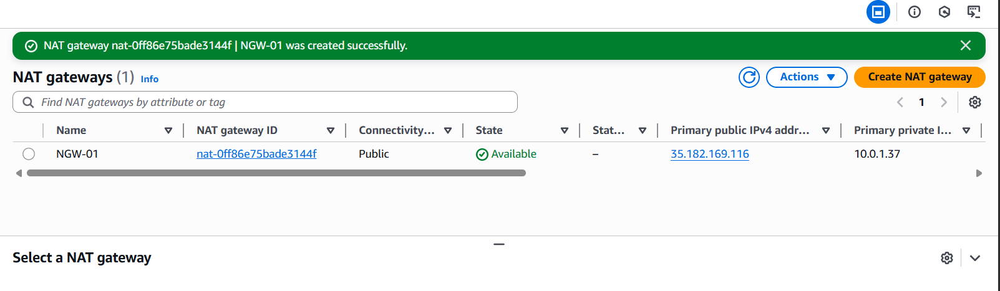 NAT gateway nat-0ff86e75bade3144f | NGW-01 was created successfully.
NAT gateways (1) Info
Actions
Create NAT gateway
Find NAT gateways by attribute or tag
1
Name NAT gateway ID Connectivity... State Stat... Primary public IPv4 addr... Primary private I...
NGW-01 nat-0ff86e75bade3144f Public Available – 35.182.169.116 10.0.1.37
Select a NAT gateway